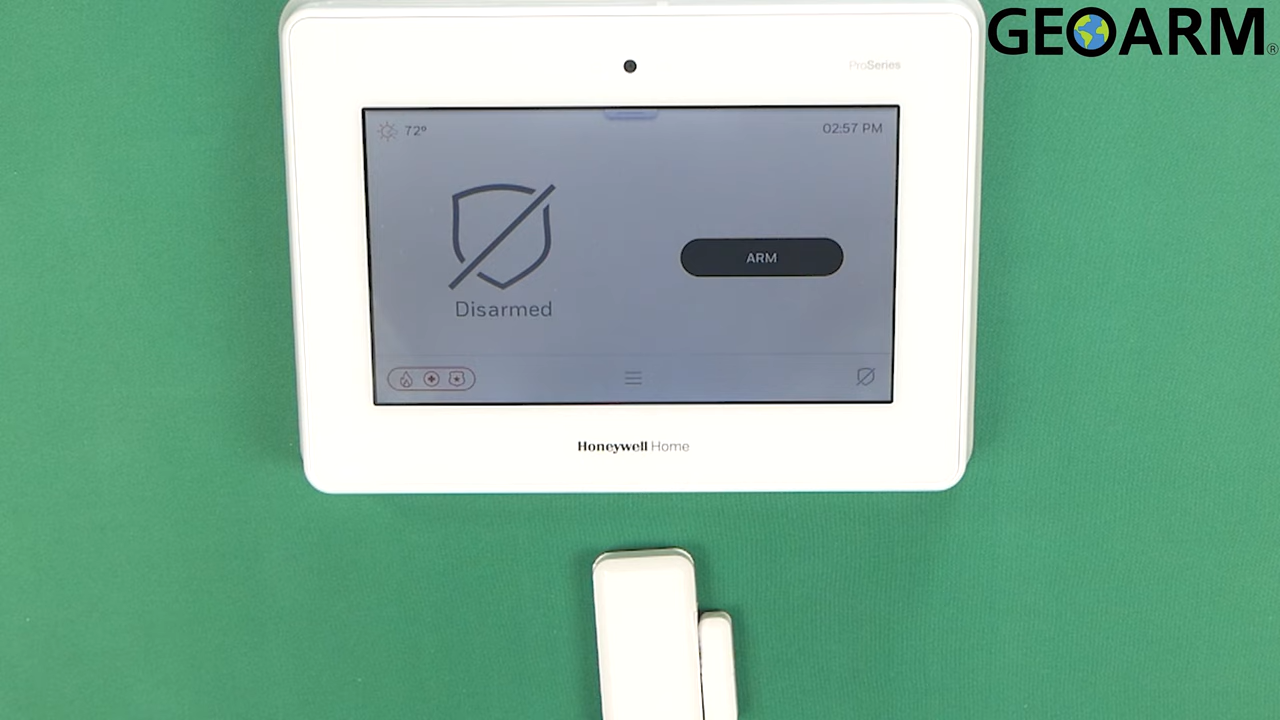 GEOARM®
ProSeries
72°
02:57 PM
ARM
Disarmed
Honeywell Home